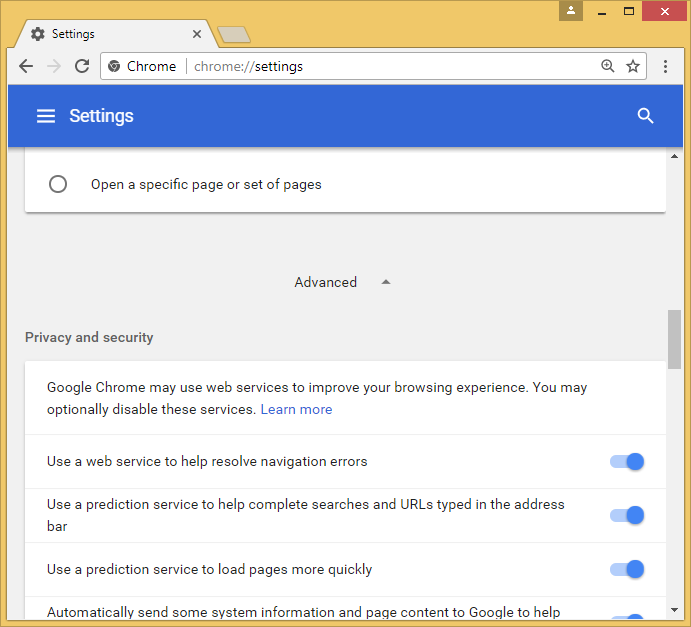 Settings
Chrome chrome://settings
Settings
Open a specific page or set of pages
Advanced
Privacy and security
Google Chrome may use web services to improve your browsing experience. You may
optionally disable these services. Learn more
Use a web service to help resolve navigation errors
Use a prediction service to help complete searches and URLs typed in the address
bar
Use a prediction service to load pages more quickly
Automatically send some system information and page content to Google to help